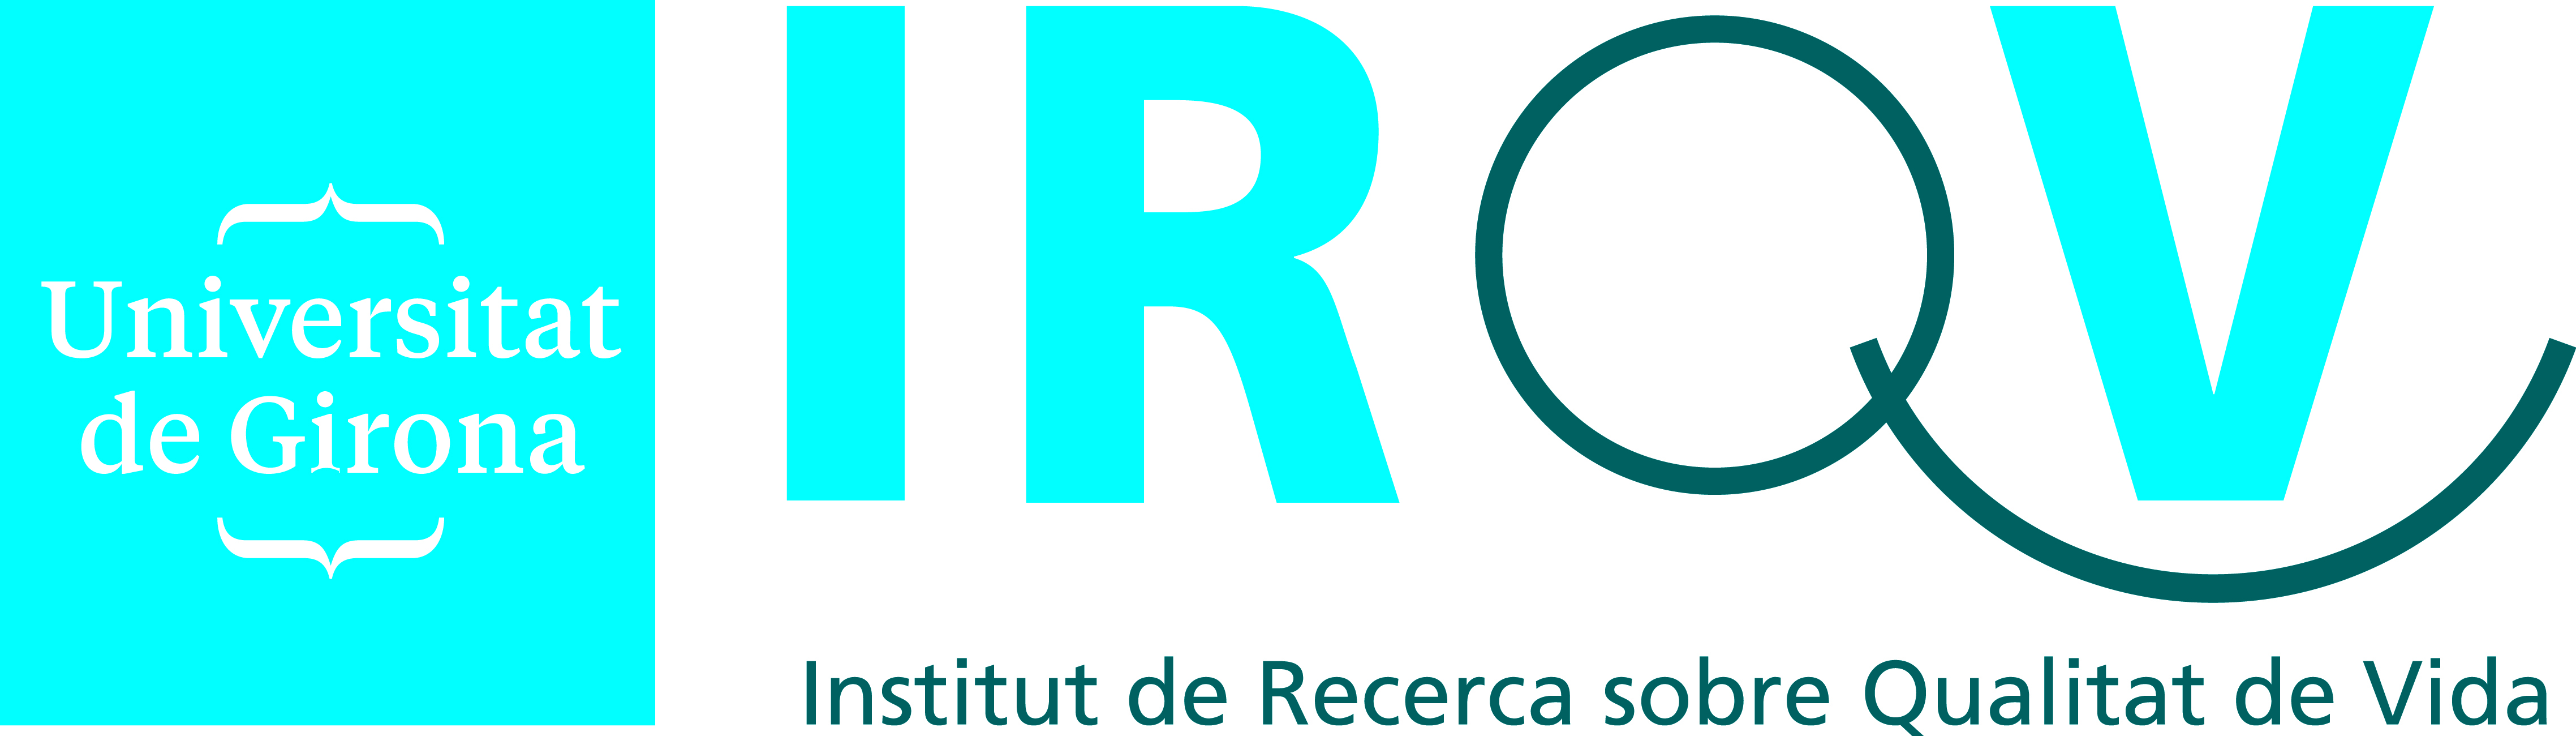 Universitat
de Girona
IRQV
Institut de Recerca sobre Qualitat de Vida